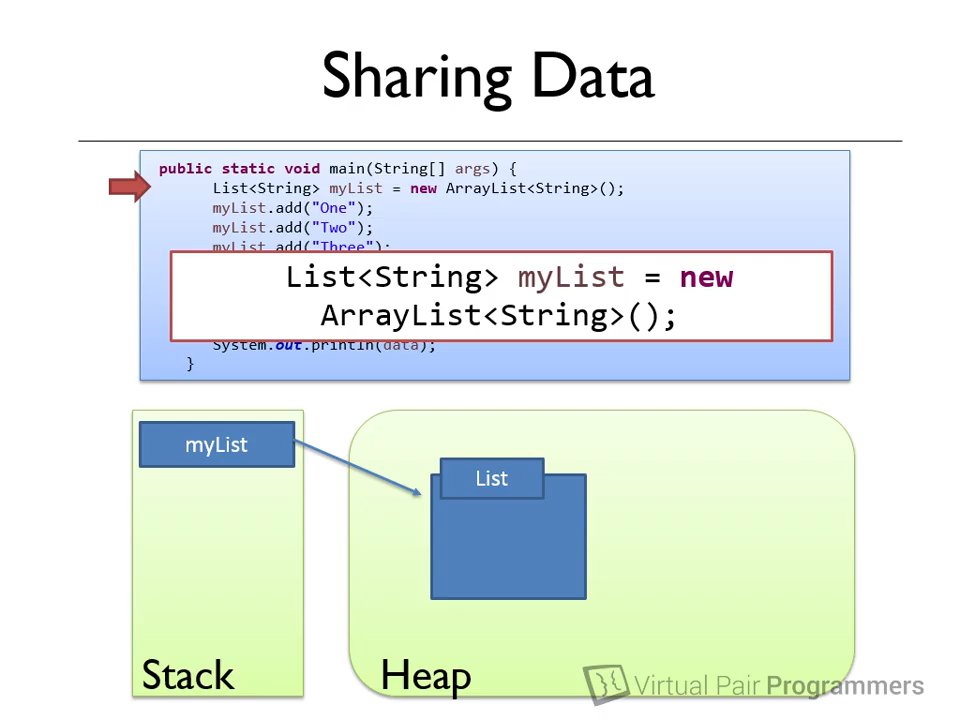 Sharing Data
public static void main(String[] args) {
List<String> myList = new ArrayList<String>();
myList.add("One");
myList.add("Two");
myList.add("Three");
List<String> myList = new
ArrayList<String>();
System.out.println(data);
}
myList
List
Stack
Heap
Virtual Pair Programmers